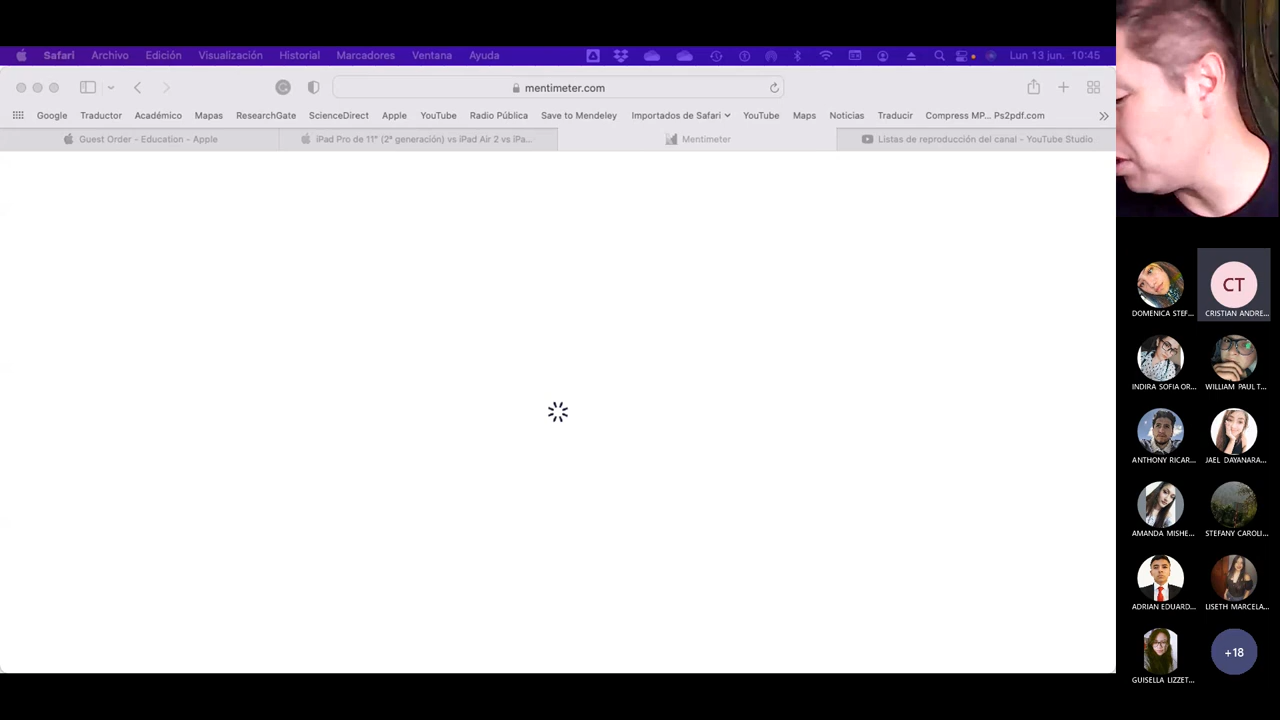 Safari Archivo Edición Visualización Historial Marcadores Ventana Ayuda Lun 13 jun. 10:45
mentimeter.com
Google Traductor Académico Mapas ResearchGate ScienceDirect Apple YouTube Radio Pública Save to Mendeley Importados de Safari YouTube Maps Noticias Traducir Compress MP... Ps2pdf.com
Guest Order - Education - Apple iPad Pro de 11" (2ª generación) vs iPad Air 2 vs iPa... Mentimeter Listas de reproducción del canal - YouTube Studio
CT
DOMENICA STEF... CRISTIAN ANDRE...
INDIRA SOFIA OR... WILLIAM PAUL T...
ANTHONY RICAR... JAEL DAYANARA...
AMANDA MISHE... STEFANY CAROLI...
ADRIAN EDUARD... LISETH MARCELA...
+18
GUISELLA LIZZET...